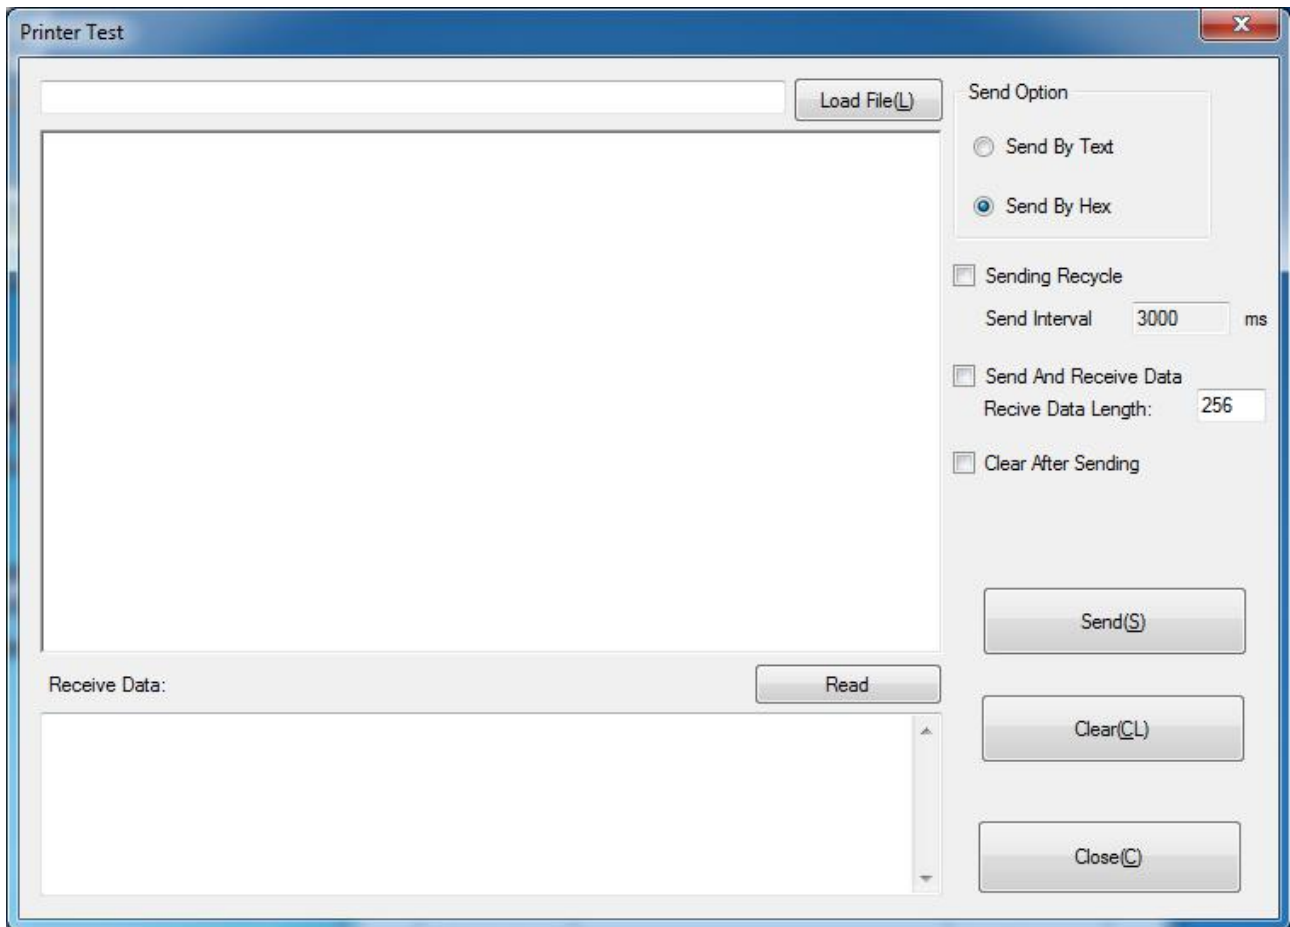 Printer Test
Load File(L)
Send Option
Send By Text
Send By Hex
Sending Recycle
Send Interval 3000 ms
Send And Receive Data
Recive Data Length: 256
Clear After Sending
Send(S)
Receive Data: Read
Clear(CL)
Close(C)